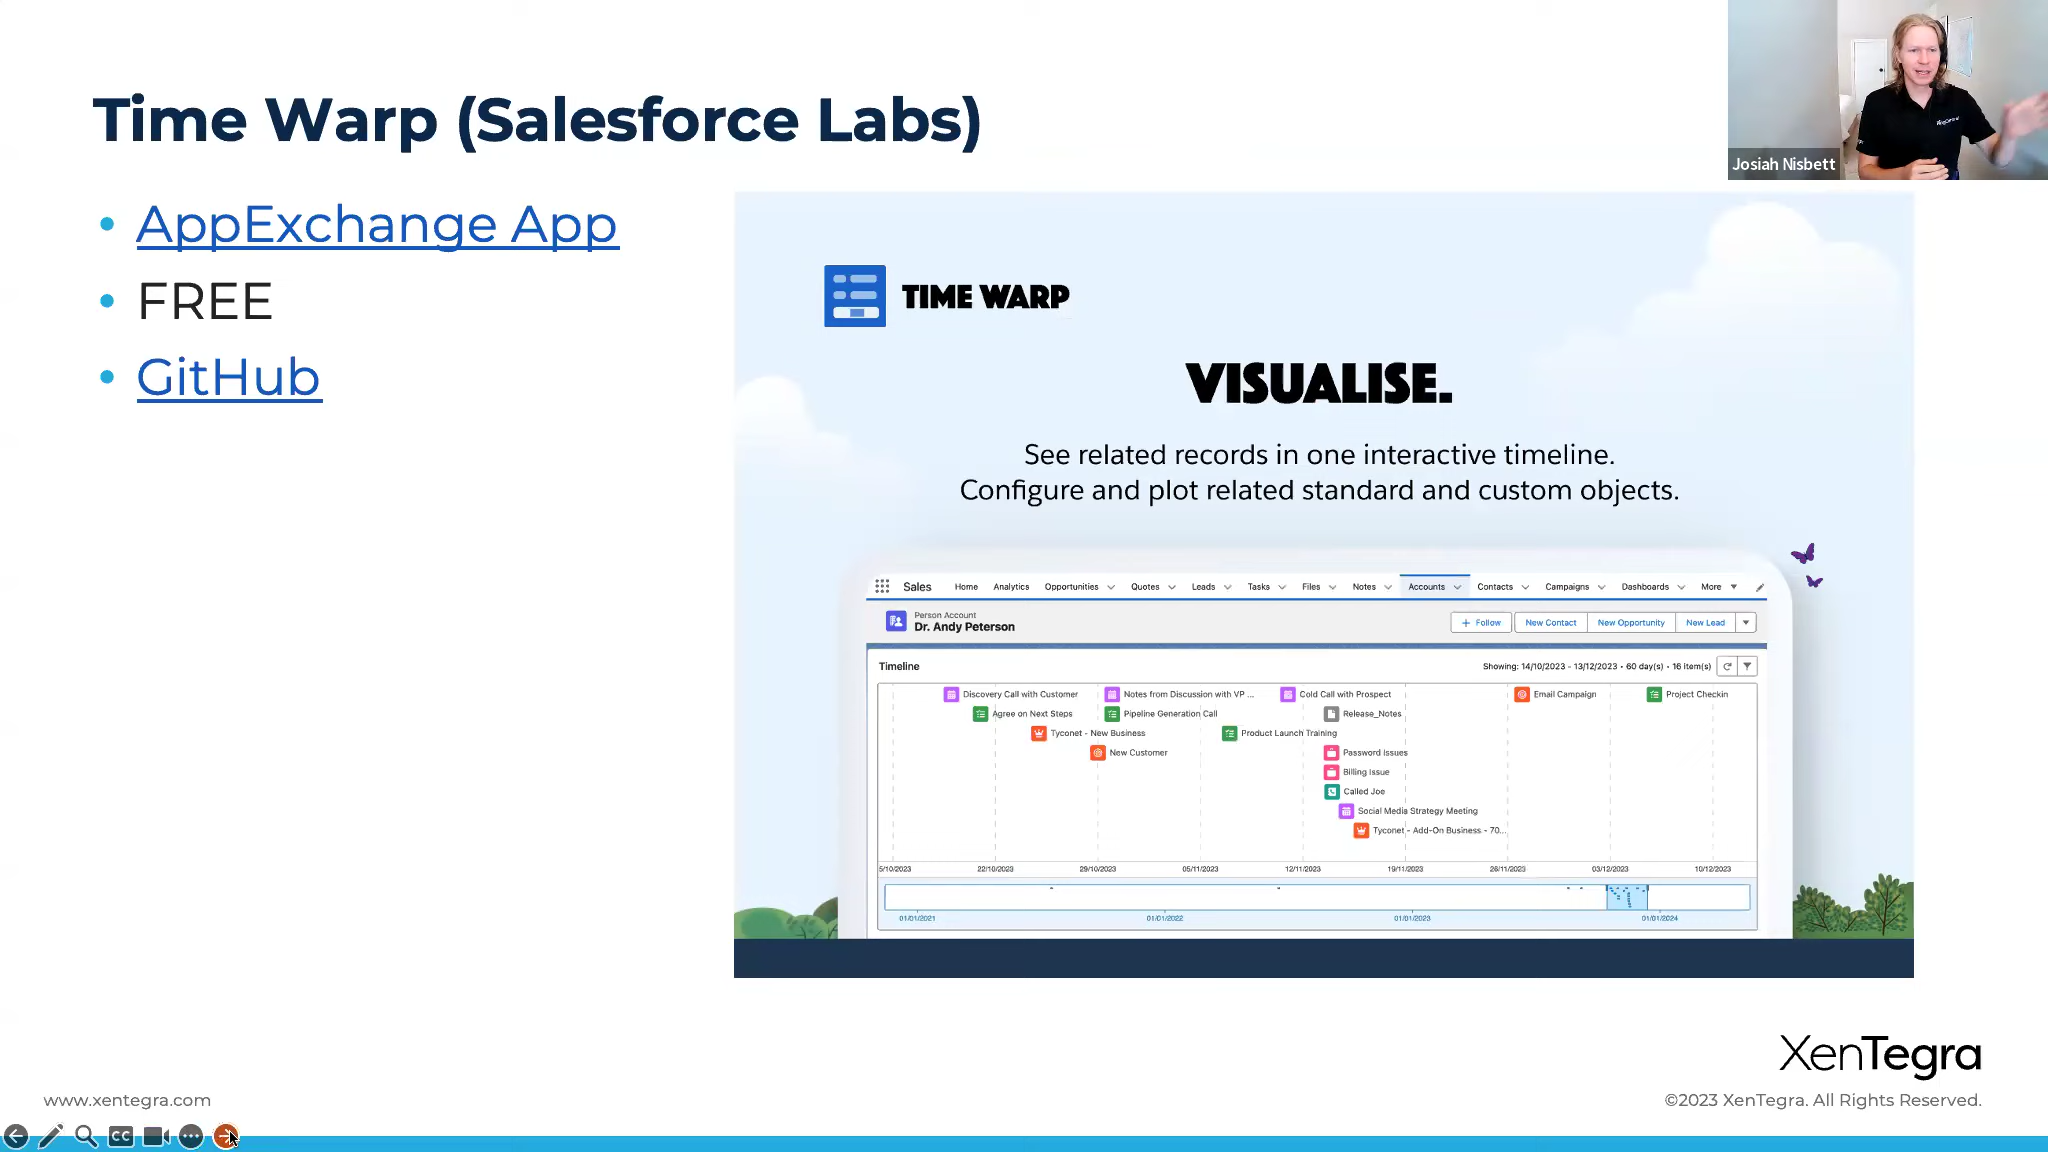 Time Warp (Salesforce Labs)
Josiah Nisbett
• AppExchange App
• FREE
• GitHub
TIME WARP
VISUALISE.
See related records in one interactive timeline.
Configure and plot related standard and custom objects.
Sales Home Analytics Opportunities Quotes Leads Tasks Files Notes Accounts Contacts Campaigns Dashboards More
Person Account
Dr. Andy Peterson
+ Follow New Contact New Opportunity New Lead
Timeline
Showing: 14/10/2023 - 13/12/2023 • 60 day(s) • 16 item(s)
Discovery Call with Customer Notes from Discussion with VP ... Cold Call with Prospect Email Campaign Project Checkin
Agree on Next Steps Pipeline Generation Call Release_Notes
Tyconet - New Business Product Launch Training
New Customer Password Issues
Billing Issue
Called Joe
Social Media Strategy Meeting
Tyconet - Add-On Business - 70...
5/10/2023 22/10/2023 29/10/2023 05/11/2023 12/11/2023 19/11/2023 26/11/2023 03/12/2023 10/12/2023
01/01/2021 01/01/2022 01/01/2023 01/01/2024
XenTegra
www.xentegra.com
©2023 XenTegra. All Rights Reserved.
CC